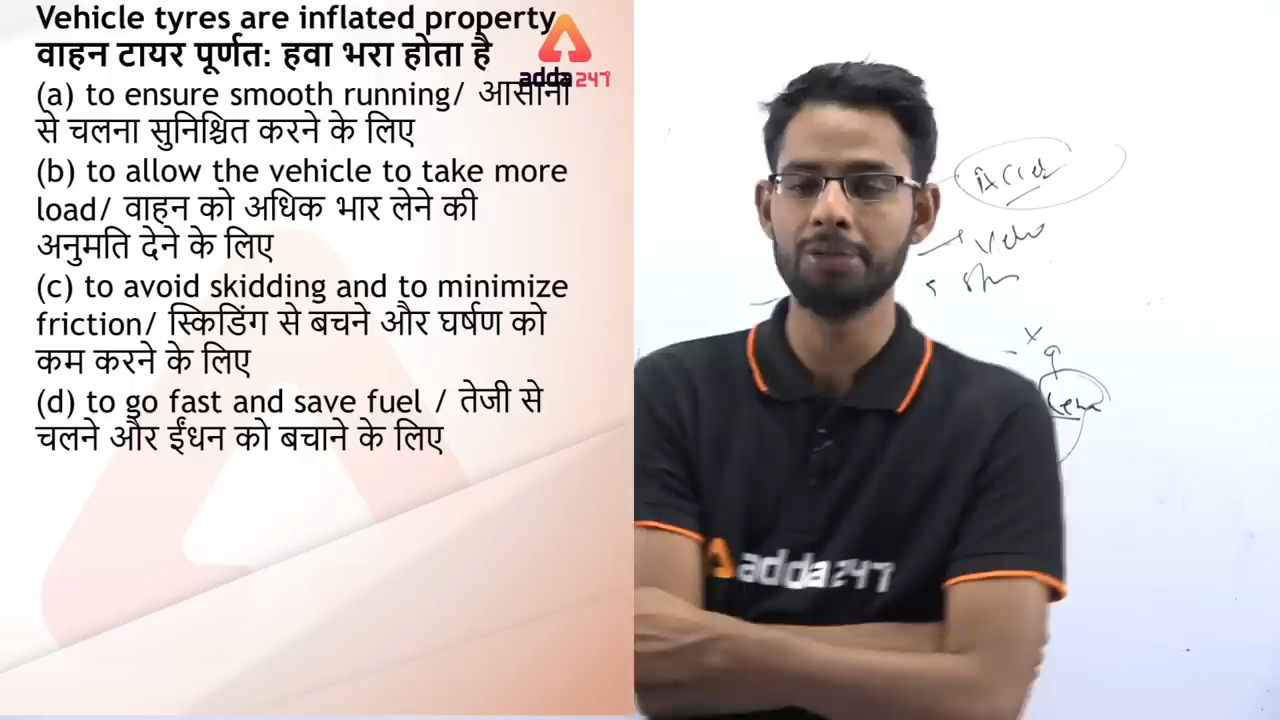 Vehicle tyres are inflated property
वाहन टायर पूर्णत: हवा भरा होता है
adda247
(a) to ensure smooth running/ आसानी
से चलना सुनिश्चित करने के लिए
(b) to allow the vehicle to take more
load/ वाहन को अधिक भार लेने की
अनुमति देने के लिए
(c) to avoid skidding and to minimize
friction/ स्किडिंग से बचने और घर्षण को
कम करने के लिए
(d) to go fast and save fuel / तेजी से
चलने और ईंधन को बचाने के लिए
adda247